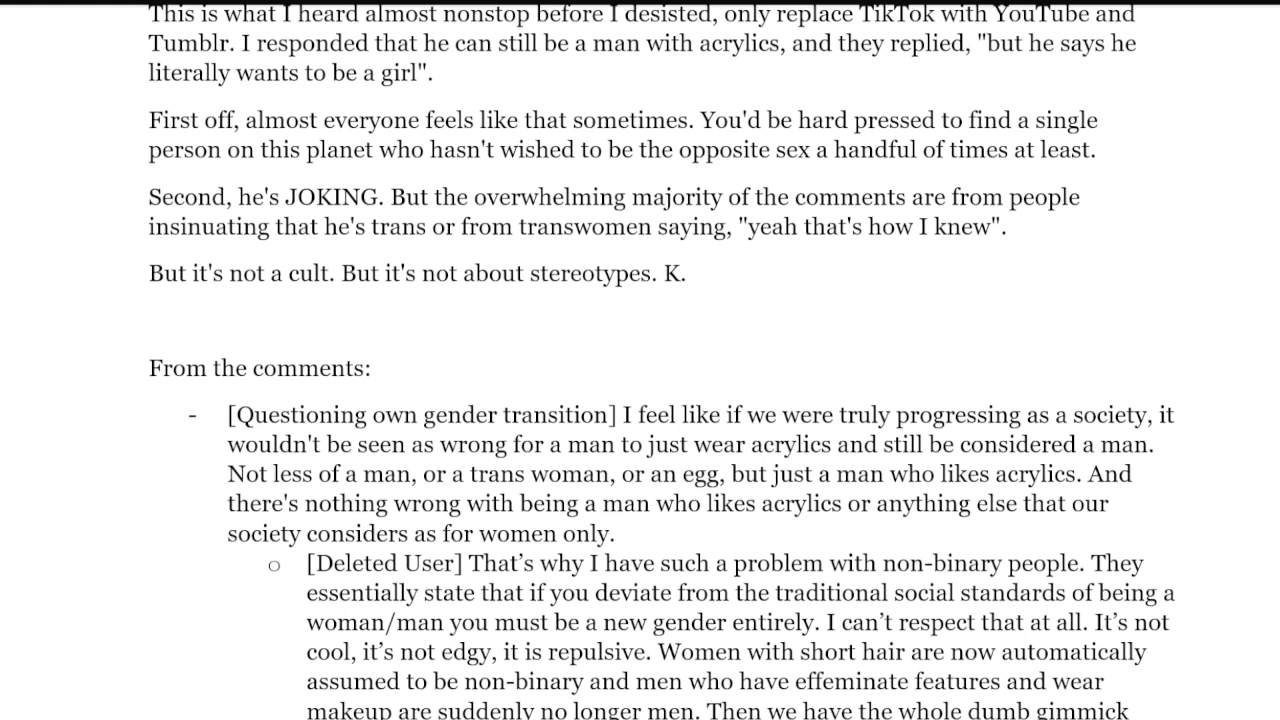 This is what I heard almost nonstop before I desisted, only replace TikTok with YouTube and
Tumblr. I responded that he can still be a man with acrylics, and they replied, "but he says he
literally wants to be a girl".
First off, almost everyone feels like that sometimes. You'd be hard pressed to find a single
person on this planet who hasn't wished to be the opposite sex a handful of times at least.
Second, he's JOKING. But the overwhelming majority of the comments are from people
insinuating that he's trans or from transwomen saying, "yeah that's how I knew".
But it's not a cult. But it's not about stereotypes. K.
From the comments:
- [Questioning own gender transition] I feel like if we were truly progressing as a society, it
wouldn't be seen as wrong for a man to just wear acrylics and still be considered a man.
Not less of a man, or a trans woman, or an egg, but just a man who likes acrylics. And
there's nothing wrong with being a man who likes acrylics or anything else that our
society considers as for women only.
o [Deleted User] That’s why I have such a problem with non-binary people. They
essentially state that if you deviate from the traditional social standards of being a
woman/man you must be a new gender entirely. I can’t respect that at all. It’s not
cool, it’s not edgy, it is repulsive. Women with short hair are now automatically
assumed to be non-binary and men who have effeminate features and wear
makeup are suddenly no longer men. Then we have the whole dumb gimmick